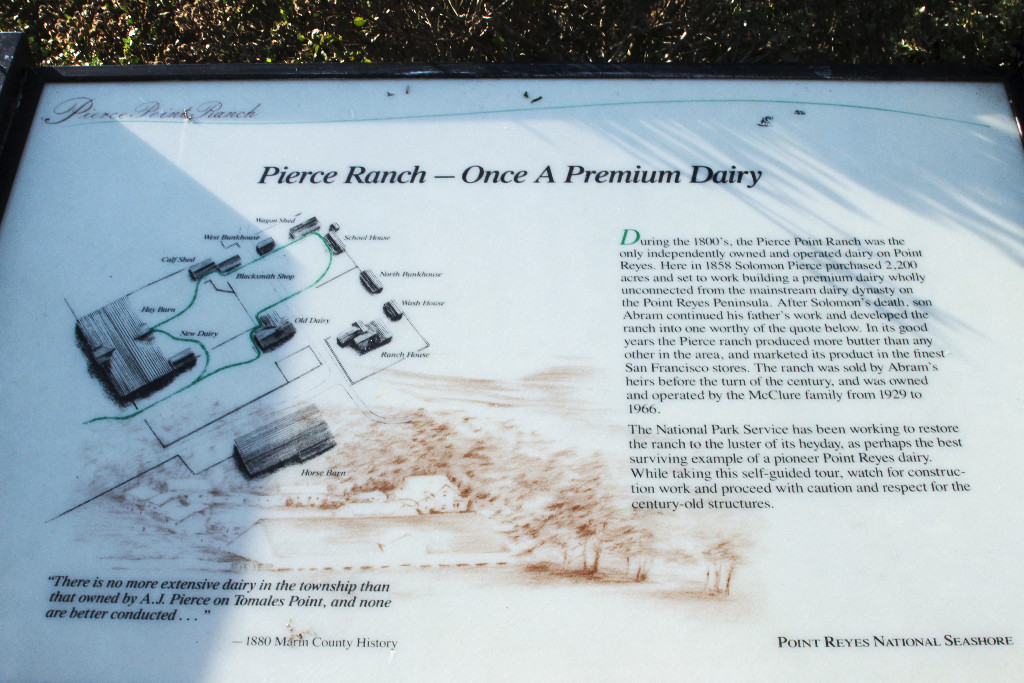 Pierce Point Ranch
Pierce Ranch – Once A Premium Dairy
Wagon Shed
West Bunkhouse
School House
Calf Shed
Blacksmith Shop
North Bunkhouse
Hay Barn
Wash House
Old Dairy
New Dairy
Ranch House
Horse Barn
During the 1800's, the Pierce Point Ranch was the
only independently owned and operated dairy on Point
Reyes. Here in 1858 Solomon Pierce purchased 2,200
acres and set to work building a premium dairy wholly
unconnected from the mainstream dairy dynasty on
the Point Reyes Peninsula. After Solomon's death, son
Abram continued his father's work and developed the
ranch into one worthy of the quote below. In its good
years the Pierce ranch produced more butter than any
other in the area, and marketed its product in the finest
San Francisco stores. The ranch was sold by Abram's
heirs before the turn of the century, and was owned
and operated by the McClure family from 1929 to
1966.
The National Park Service has been working to restore
the ranch to the luster of its heyday, as perhaps the best
surviving example of a pioneer Point Reyes dairy.
While taking this self-guided tour, watch for construc-
tion work and proceed with caution and respect for the
century-old structures.
"There is no more extensive dairy in the township than
that owned by A.J. Pierce on Tomales Point, and none
are better conducted . . . "
– 1880 Marin County History
POINT REYES NATIONAL SEASHORE